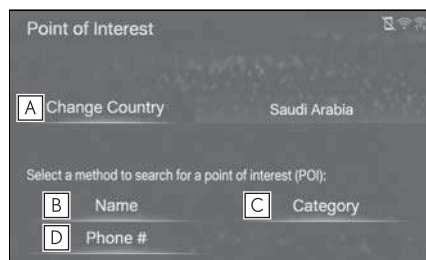 Point of Interest
A Change Country Saudi Arabia
Select a method to search for a point of interest (POI):
B Name C Category
D Phone #